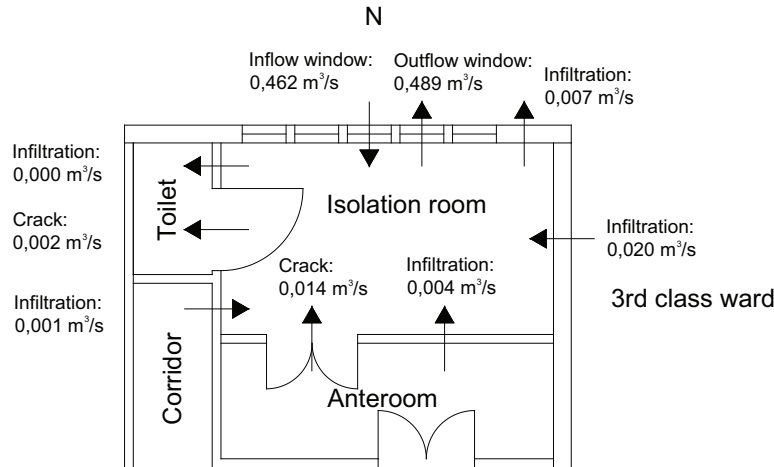 N
Inflow window:
0,462 m³/s
Outflow window:
0,489 m³/s
Infiltration:
0,007 m³/s
Infiltration:
0,000 m³/s
Toilet
Isolation room
Crack:
0,002 m³/s
Infiltration:
0,020 m³/s
Crack:
0,014 m³/s
Infiltration:
0,004 m³/s
Infiltration:
0,001 m³/s
3rd class ward
Corridor
Anteroom